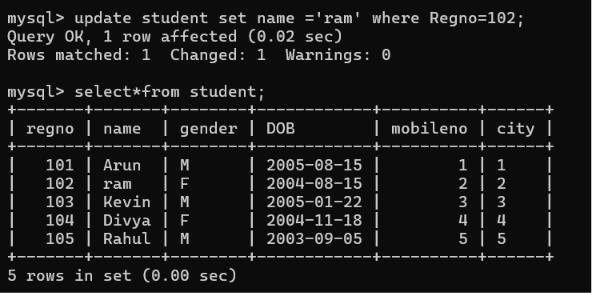 mysql> update student set name ='ram' where Regno=102;
Query OK, 1 row affected (0.02 sec)
Rows matched: 1  Changed: 1  Warnings: 0

mysql> select*from student;
+-------+-------+--------+------------+----------+------+
| regno | name  | gender | DOB        | mobileno | city |
+-------+-------+--------+------------+----------+------+
|   101 | Arun  | M      | 2005-08-15 |        1 | 1    |
|   102 | ram   | F      | 2004-08-15 |        2 | 2    |
|   103 | Kevin | M      | 2005-01-22 |        3 | 3    |
|   104 | Divya | F      | 2004-11-18 |        4 | 4    |
|   105 | Rahul | M      | 2003-09-05 |        5 | 5    |
+-------+-------+--------+------------+----------+------+
5 rows in set (0.00 sec)